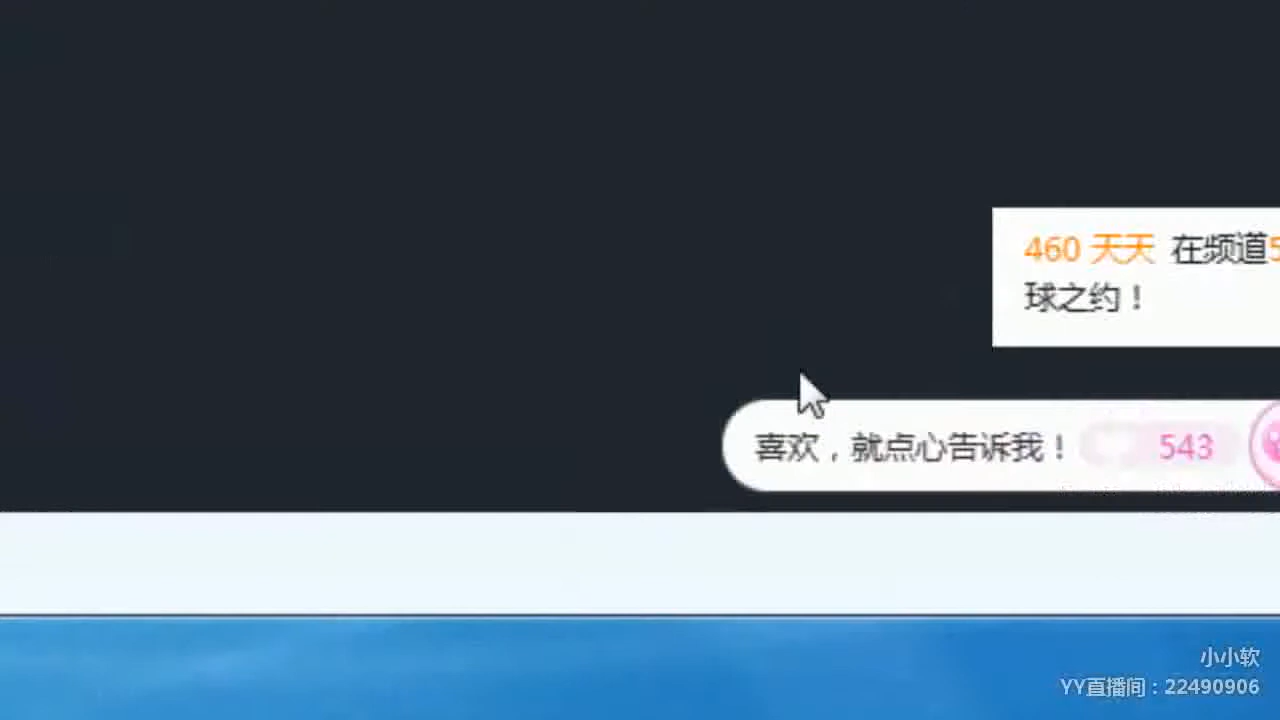 460 天天 在频道5
球之约！
喜欢，就点心告诉我！ 543
小小软
YY直播间：22490906